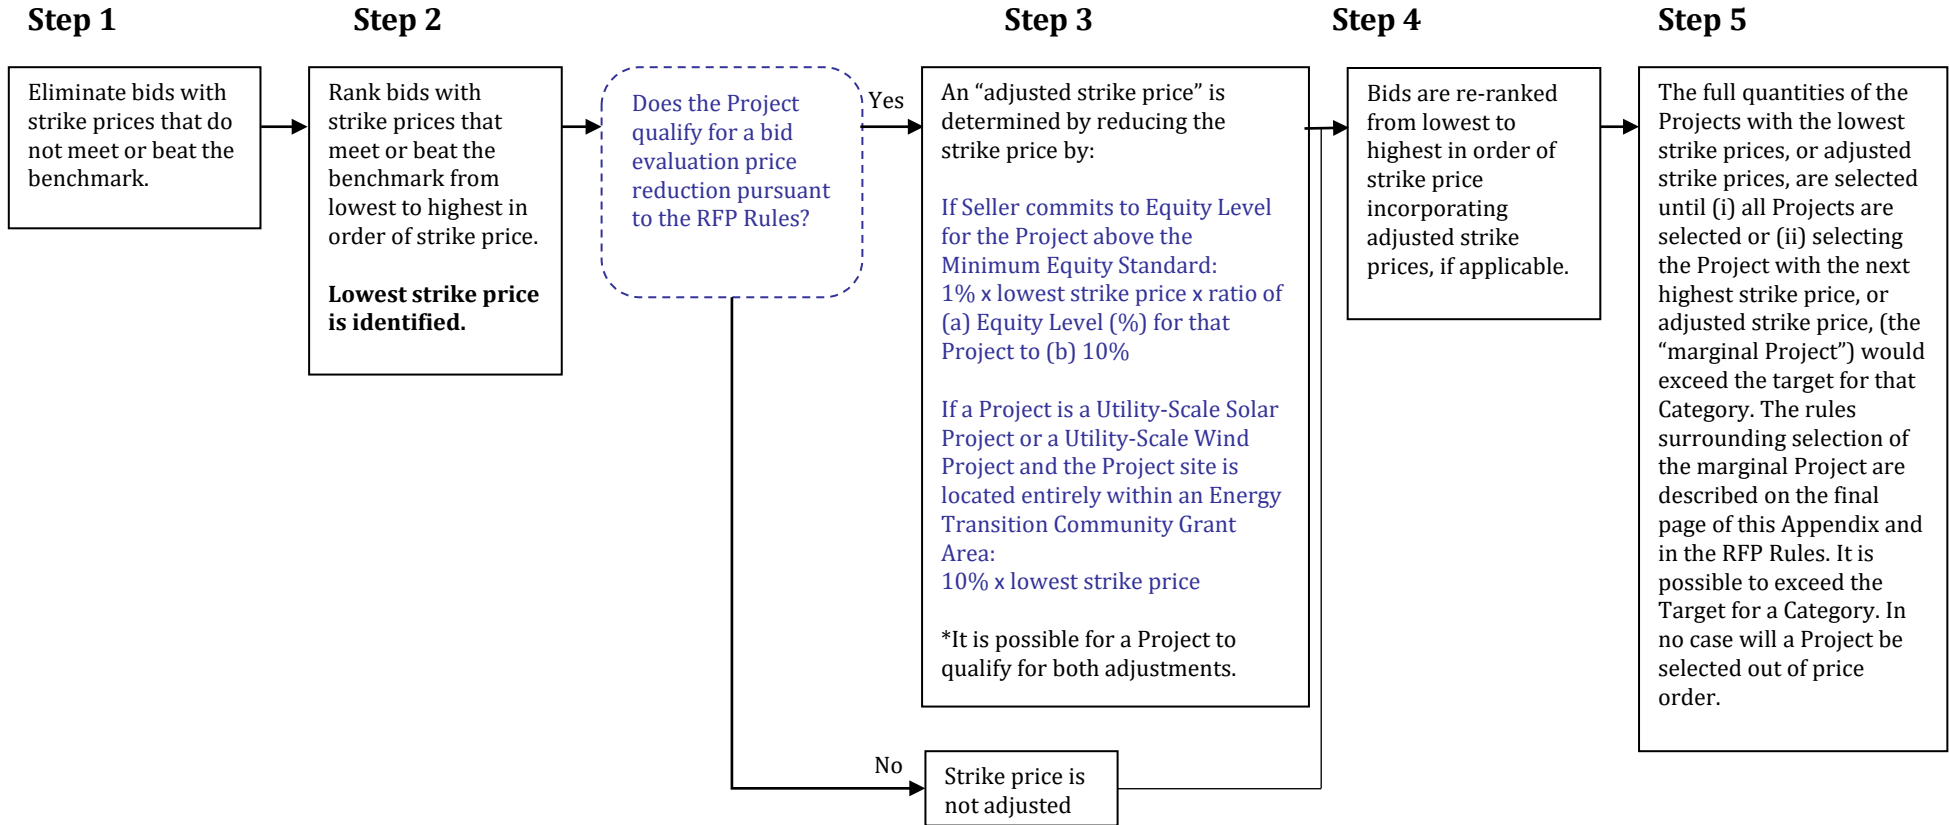 Step 1
Step 2
Step 3
Step 4
Step 5
Eliminate bids with
strike prices that do
not meet or beat the
benchmark.
Rank bids with
strike prices that
meet or beat the
benchmark from
lowest to highest in
order of strike price.
Lowest strike price
is identified.
Does the Project
qualify for a bid
evaluation price
reduction pursuant
to the RFP Rules?
Yes
An “adjusted strike price” is
determined by reducing the
strike price by:
If Seller commits to Equity Level
for the Project above the
Minimum Equity Standard:
1% x lowest strike price x ratio of
(a) Equity Level (%) for that
Project to (b) 10%
If a Project is a Utility-Scale Solar
Project or a Utility-Scale Wind
Project and the Project site is
located entirely within an Energy
Transition Community Grant
Area:
10% x lowest strike price
*It is possible for a Project to
qualify for both adjustments.
No
Strike price is
not adjusted
Bids are re-ranked
from lowest to
highest in order of
strike price
incorporating
adjusted strike
prices, if applicable.
The full quantities of the
Projects with the lowest
strike prices, or adjusted
strike prices, are selected
until (i) all Projects are
selected or (ii) selecting
the Project with the next
highest strike price, or
adjusted strike price, (the
“marginal Project”) would
exceed the target for that
Category. The rules
surrounding selection of
the marginal Project are
described on the final
page of this Appendix and
in the RFP Rules. It is
possible to exceed the
Target for a Category. In
no case will a Project be
selected out of price
order.